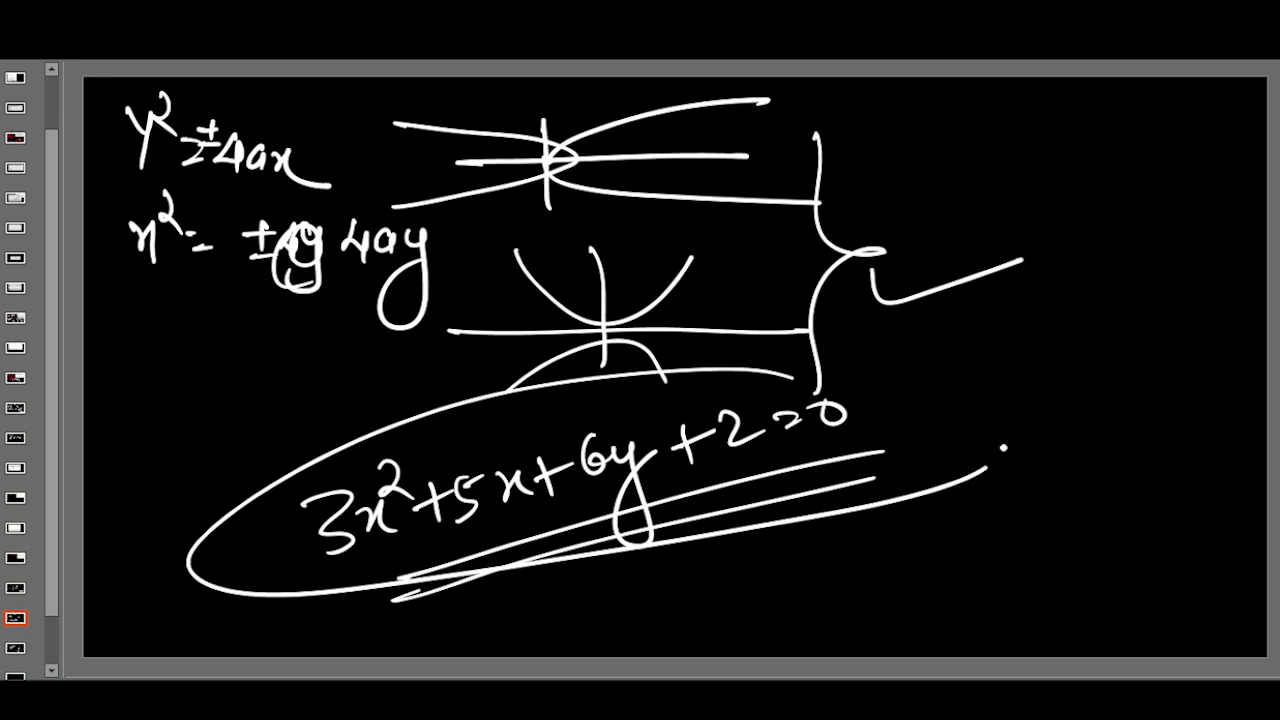 y² = ±4ax
x² = ± 4ay
3x²+5x+6y+2=0